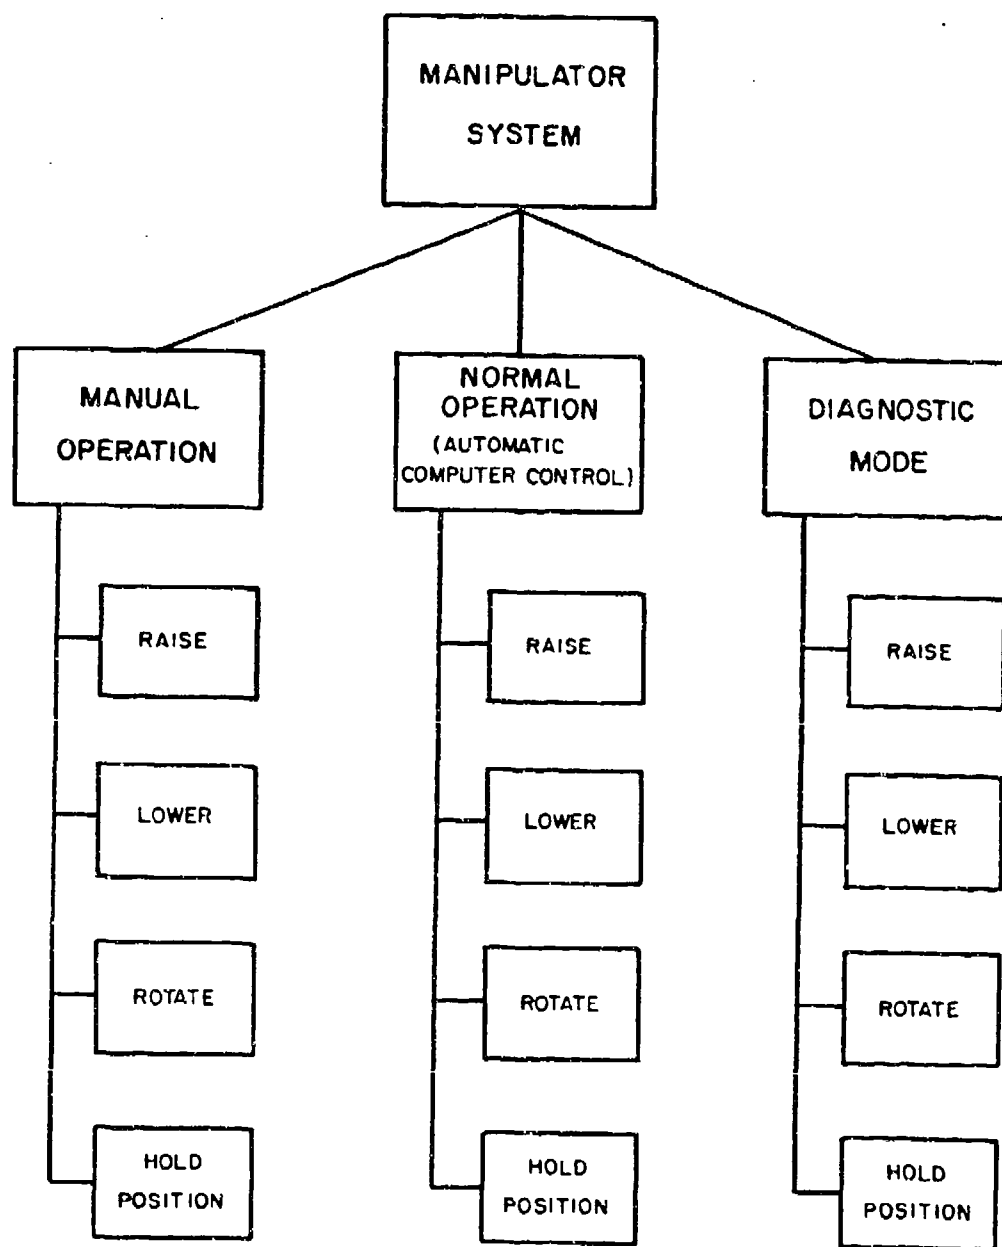 MANIPULATOR
SYSTEM
MANUAL
OPERATION
NORMAL
OPERATION
(AUTOMATIC
COMPUTER CONTROL)
DIAGNOSTIC
MODE
RAISE
LOWER
ROTATE
HOLD
POSITION
RAISE
LOWER
ROTATE
HOLD
POSITION
RAISE
LOWER
ROTATE
HOLD
POSITION